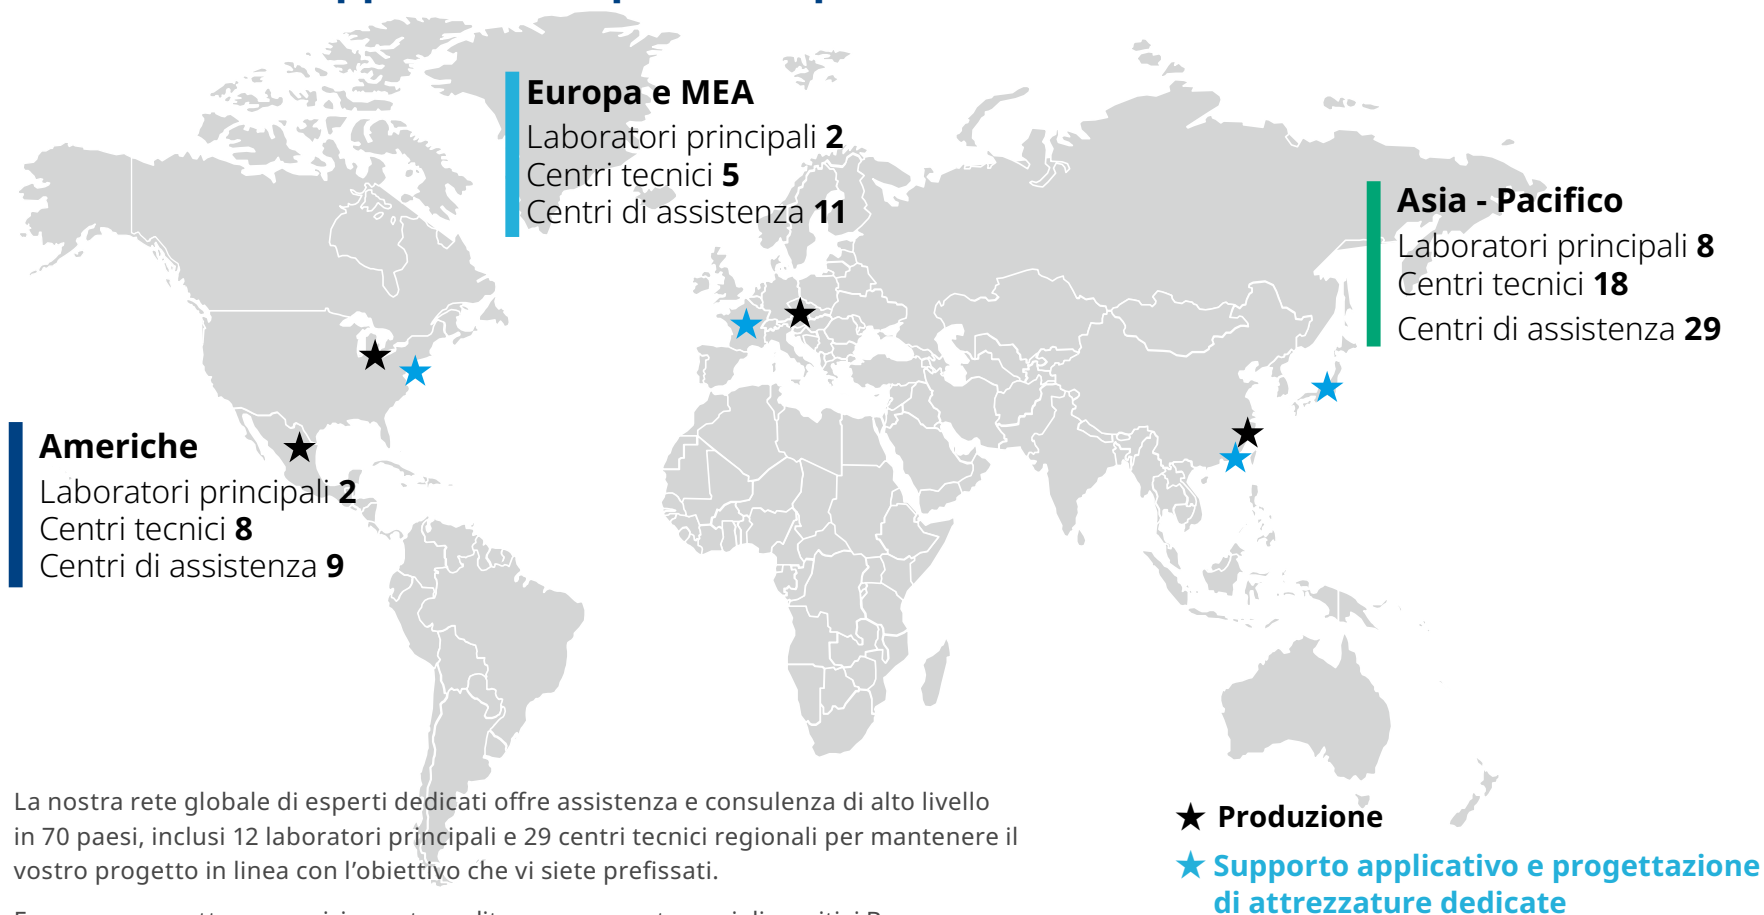 Europa e MEA
Laboratori principali 2
Centri tecnici 5
Centri di assistenza 11
Asia - Pacifico
Laboratori principali 8
Centri tecnici 18
Centri di assistenza 29
Americhe
Laboratori principali 2
Centri tecnici 8
Centri di assistenza 9
La nostra rete globale di esperti dedicati offre assistenza e consulenza di alto livello
in 70 paesi, inclusi 12 laboratori principali e 29 centri tecnici regionali per mantenere il
vostro progetto in linea con l’obiettivo che vi siete prefissati.
★ Produzione
★ Supporto applicativo e progettazione
di attrezzature dedicate